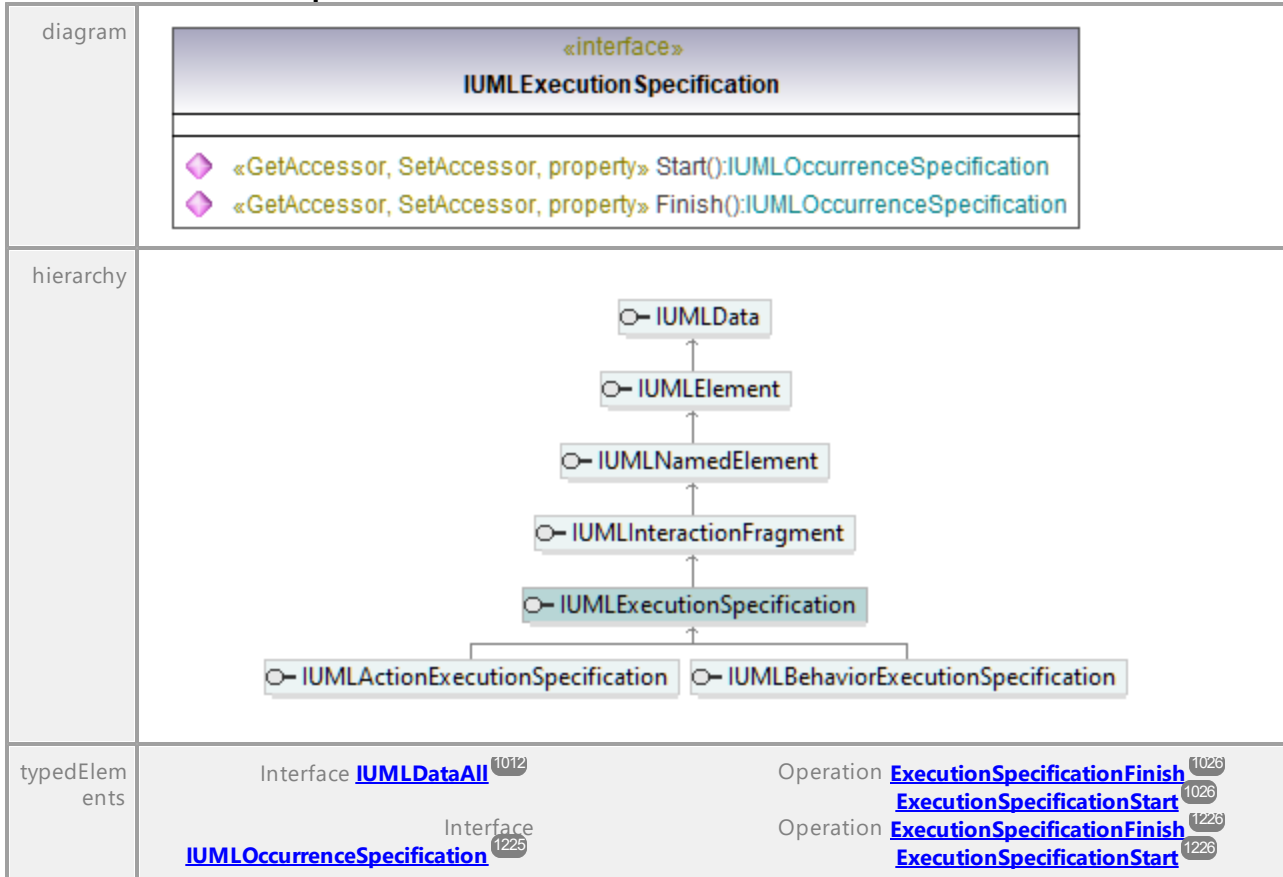 diagram
«interface»
IUMLExecutionSpecification
«GetAccessor, SetAccessor, property» Start():IUMLOccurrenceSpecification
«GetAccessor, SetAccessor, property» Finish():IUMLOccurrenceSpecification
hierarchy
IUMLData
IUMLElement
IUMLNamedElement
IUMLInteractionFragment
IUMLExecutionSpecification
IUMLActionExecutionSpecification IUMLBehaviorExecutionSpecification
typedElem
ents
Interface IUMLDataAll 1012
Operation ExecutionSpecificationFinish 1026
ExecutionSpecificationStart 1026
Interface
IUMLOccurrenceSpecification 1225
Operation ExecutionSpecificationFinish 1226
ExecutionSpecificationStart 1226